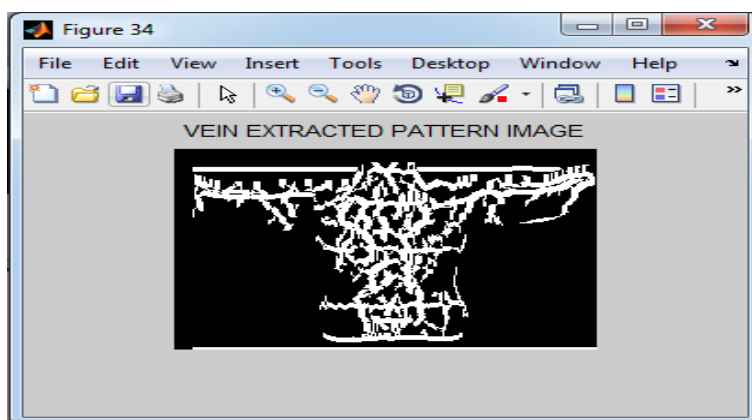 Figure 34
File Edit View Insert Tools Desktop Window Help
VEIN EXTRACTED PATTERN IMAGE